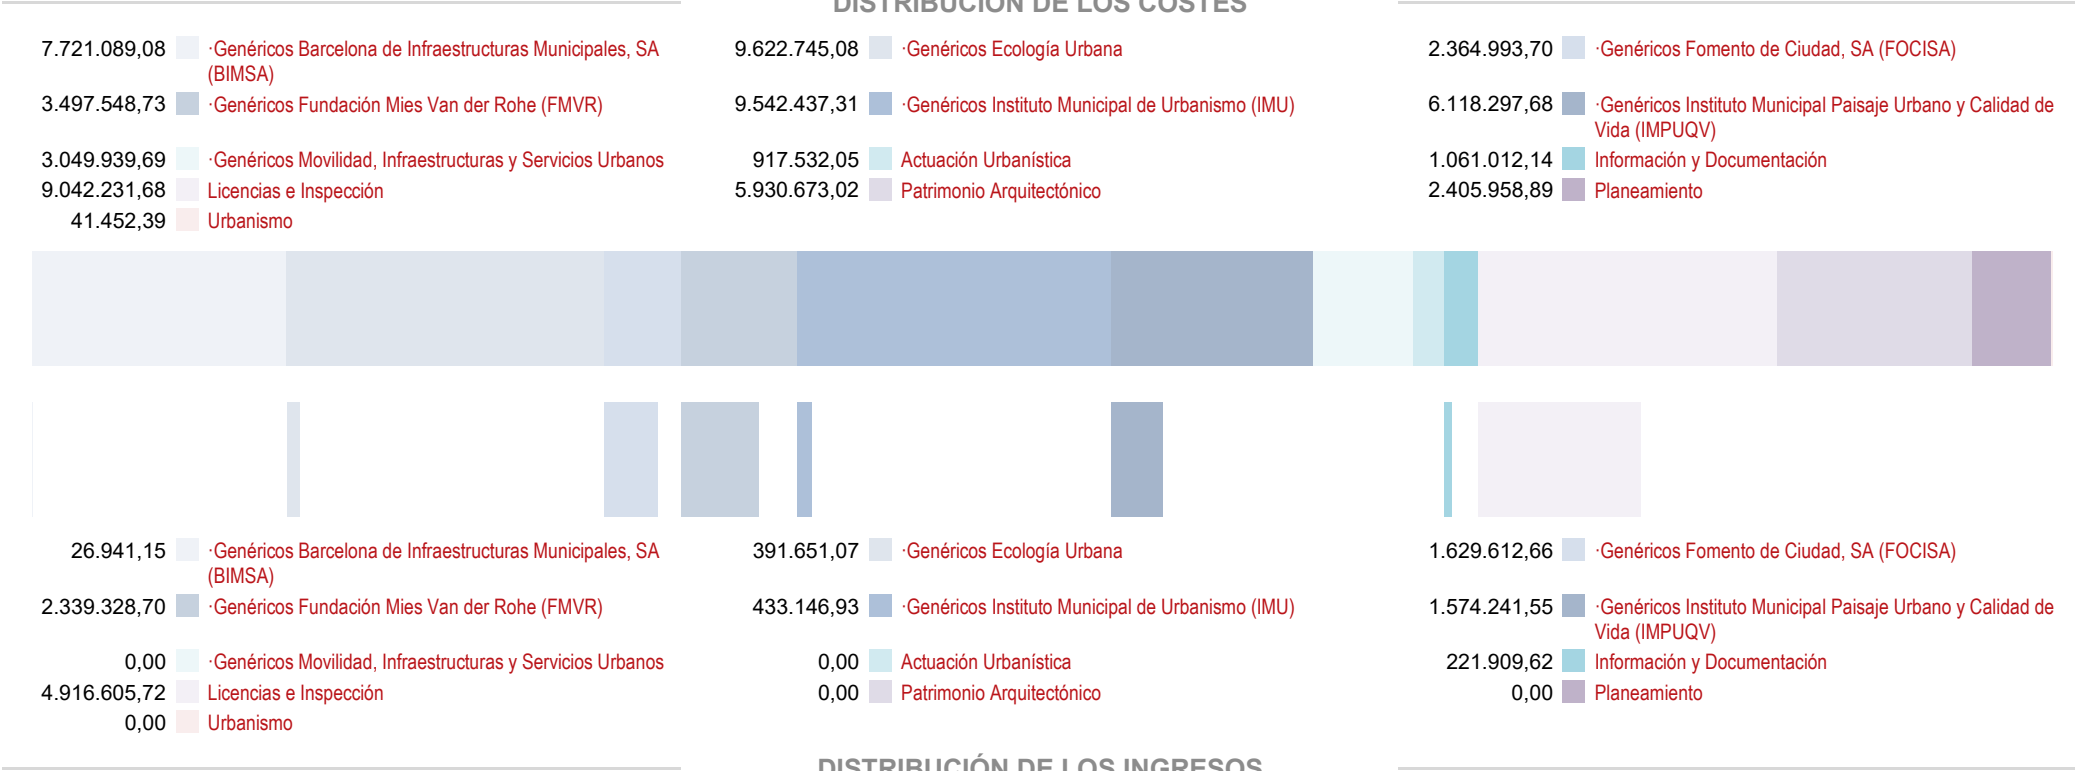 DISTRIBUCIÓN DE LOS COSTES
7.721.089,08 ·Genéricos Barcelona de Infraestructuras Municipales, SA
(BIMSA)
9.622.745,08 ·Genéricos Ecología Urbana
2.364.993,70 ·Genéricos Fomento de Ciudad, SA (FOCISA)
3.497.548,73 ·Genéricos Fundación Mies Van der Rohe (FMVR)
9.542.437,31 ·Genéricos Instituto Municipal de Urbanismo (IMU)
6.118.297,68 ·Genéricos Instituto Municipal Paisaje Urbano y Calidad de
Vida (IMPUQV)
3.049.939,69 ·Genéricos Movilidad, Infraestructuras y Servicios Urbanos
917.532,05 Actuación Urbanística
1.061.012,14 Información y Documentación
9.042.231,68 Licencias e Inspección
5.930.673,02 Patrimonio Arquitectónico
2.405.958,89 Planeamiento
41.452,39 Urbanismo
26.941,15 ·Genéricos Barcelona de Infraestructuras Municipales, SA
(BIMSA)
391.651,07 ·Genéricos Ecología Urbana
1.629.612,66 ·Genéricos Fomento de Ciudad, SA (FOCISA)
2.339.328,70 ·Genéricos Fundación Mies Van der Rohe (FMVR)
433.146,93 ·Genéricos Instituto Municipal de Urbanismo (IMU)
1.574.241,55 ·Genéricos Instituto Municipal Paisaje Urbano y Calidad de
Vida (IMPUQV)
0,00 ·Genéricos Movilidad, Infraestructuras y Servicios Urbanos
0,00 Actuación Urbanística
221.909,62 Información y Documentación
4.916.605,72 Licencias e Inspección
0,00 Patrimonio Arquitectónico
0,00 Planeamiento
0,00 Urbanismo
DISTRIBUCIÓN DE LOS INGRESOS